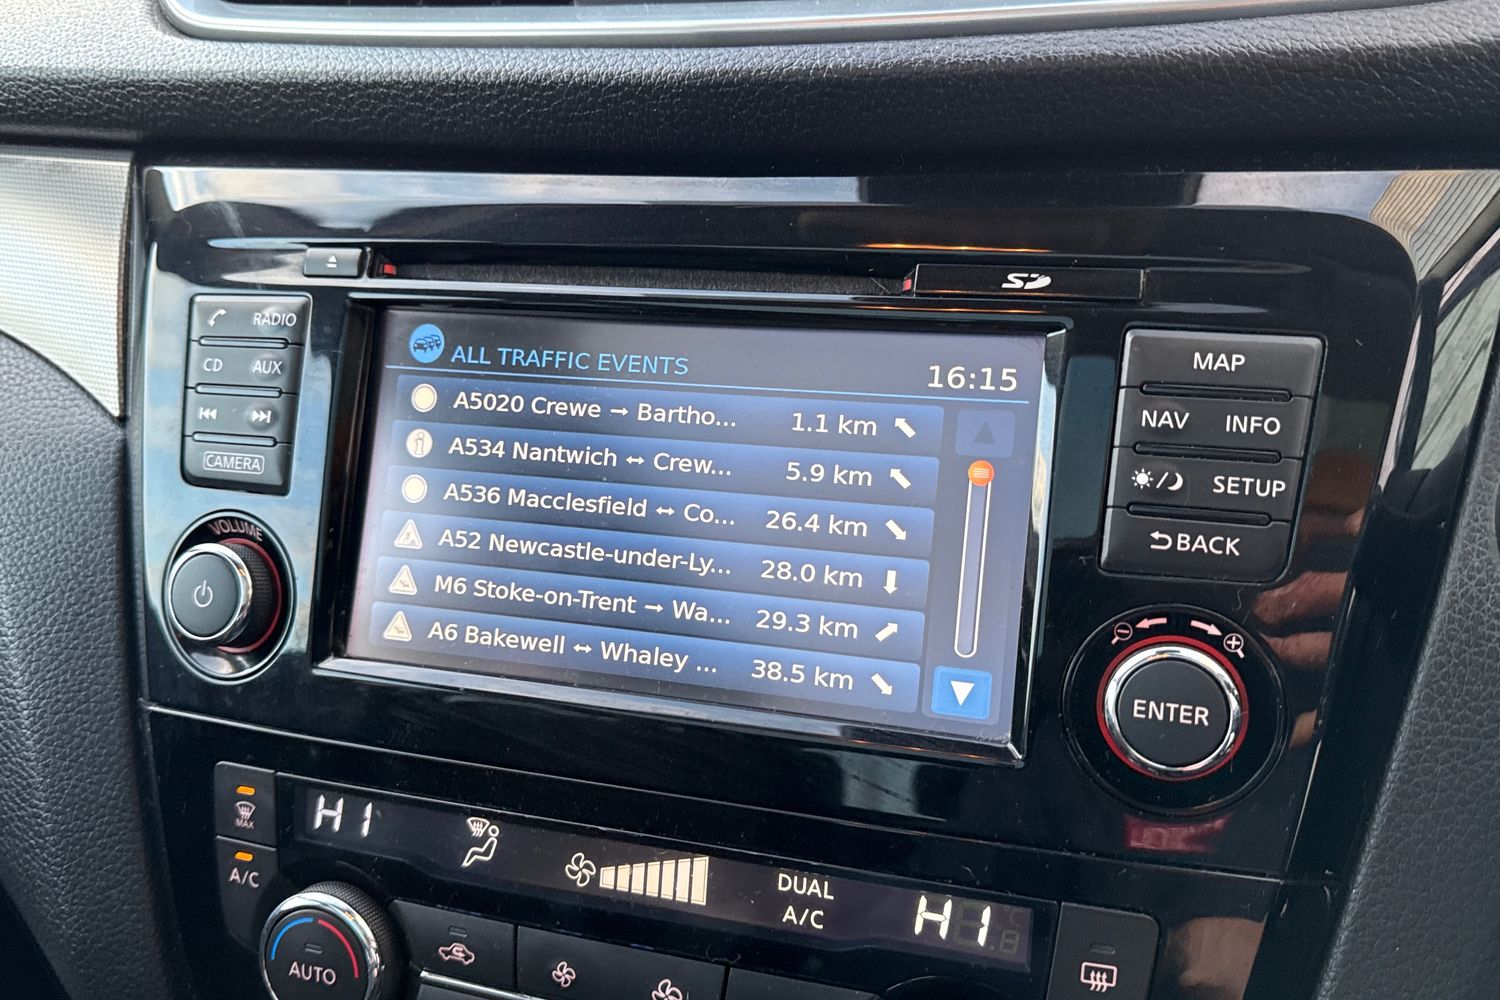 SD
RADIO
CD AUX
CAMERA
VOLUME
ALL TRAFFIC EVENTS
16:15
A5020 Crewe → Bartho... 1.1 km
A534 Nantwich ↔ Crew... 5.9 km
A536 Macclesfield ↔ Co... 26.4 km
A52 Newcastle-under-Ly... 28.0 km
M6 Stoke-on-Trent → Wa... 29.3 km
A6 Bakewell ↔ Whaley ... 38.5 km
MAP
NAV INFO
SETUP
BACK
ENTER
MAX
A/C
HI
DUAL
A/C
HI
AUTO